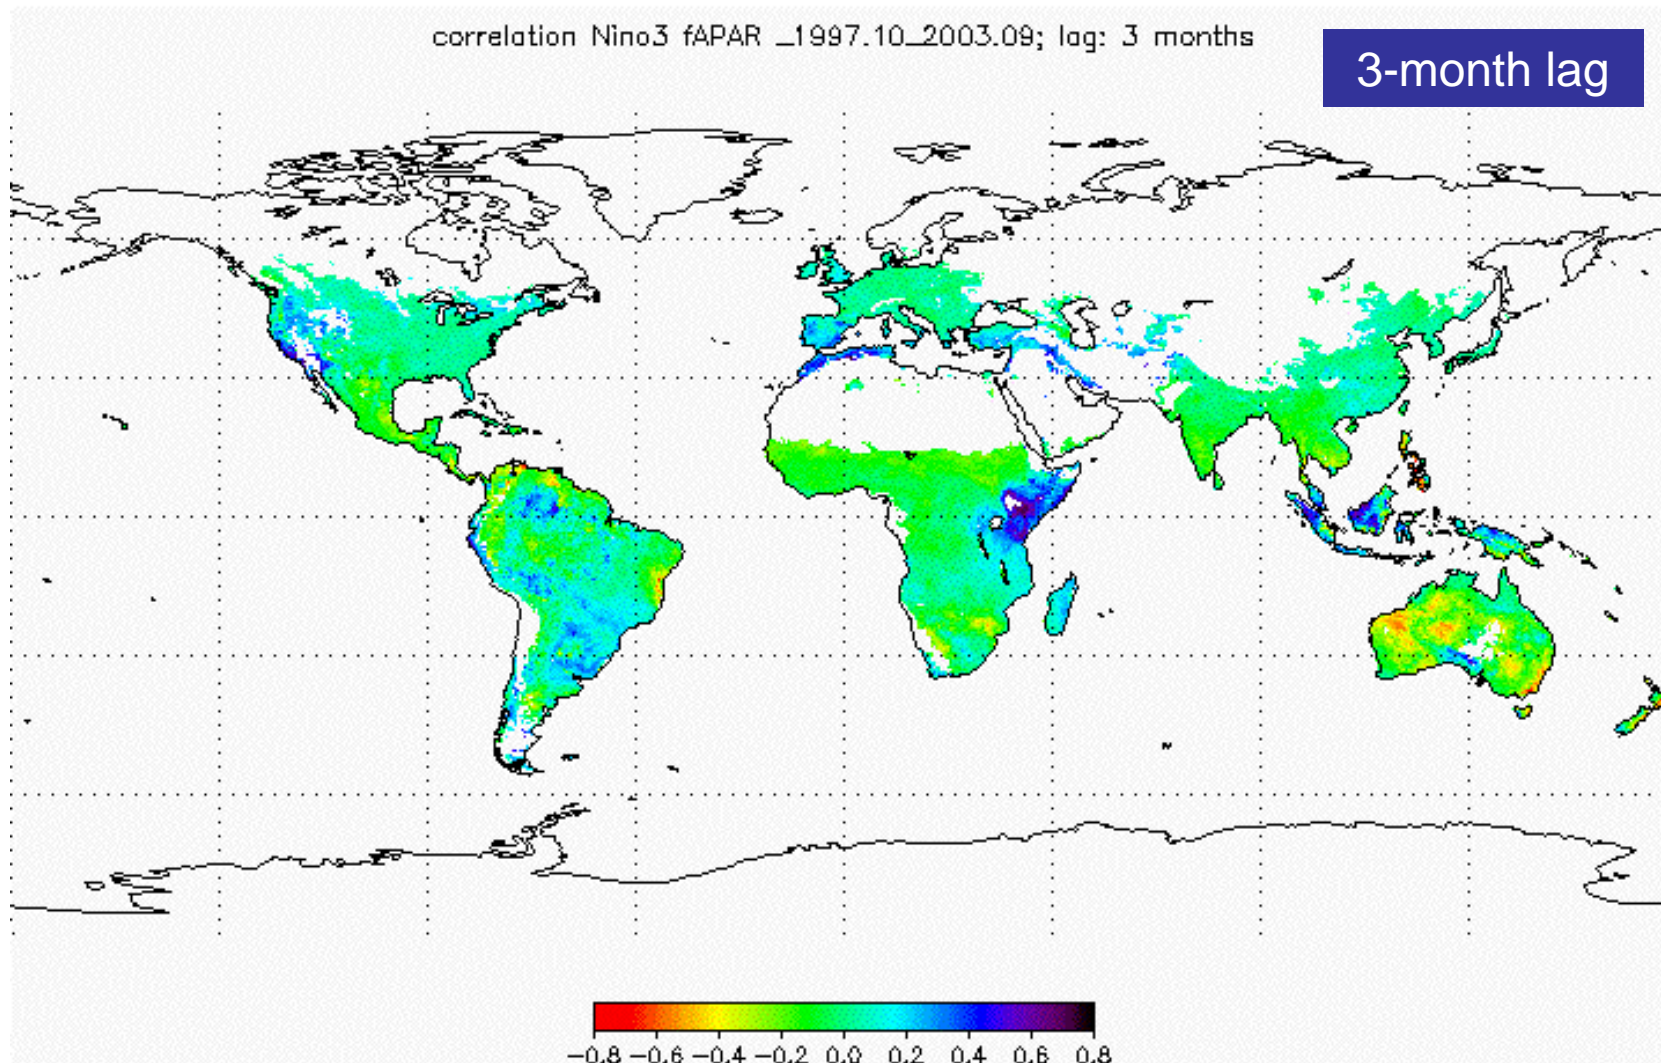 correlation Nino3 fAPAR _1997.10_2003.09; lag: 3 months
3-month lag
−0.8 −0.6 −0.4 −0.2 0.0 0.2 0.4 0.6 0.8